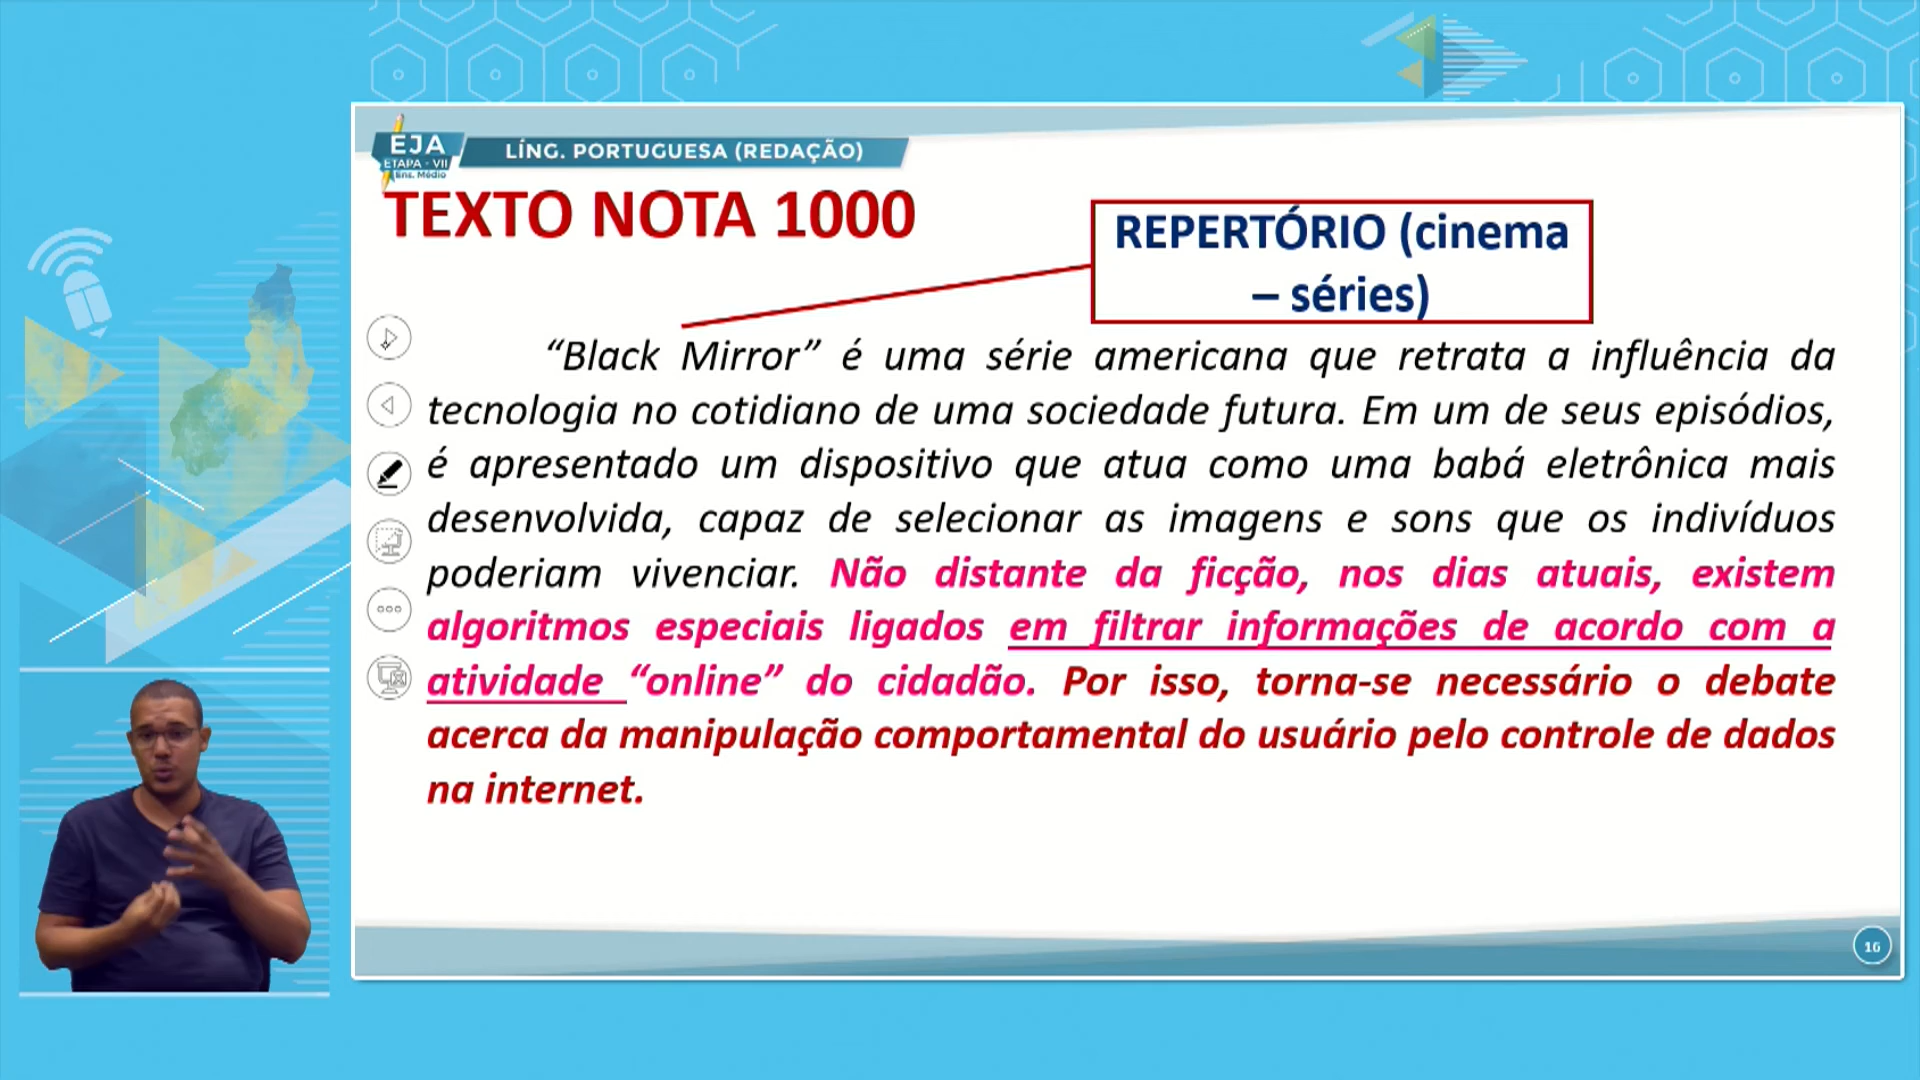 EJA
ETAPA - VII
Ens. Médio
LÍNG. PORTUGUESA (REDAÇÃO)
TEXTO NOTA 1000
REPERTÓRIO (cinema
– séries)
“Black Mirror” é uma série americana que retrata a influência da
tecnologia no cotidiano de uma sociedade futura. Em um de seus episódios,
é apresentado um dispositivo que atua como uma babá eletrônica mais
desenvolvida, capaz de selecionar as imagens e sons que os indivíduos
poderiam vivenciar. Não distante da ficção, nos dias atuais, existem
algoritmos especiais ligados em filtrar informações de acordo com a
atividade “online” do cidadão. Por isso, torna-se necessário o debate
acerca da manipulação comportamental do usuário pelo controle de dados
na internet.
16